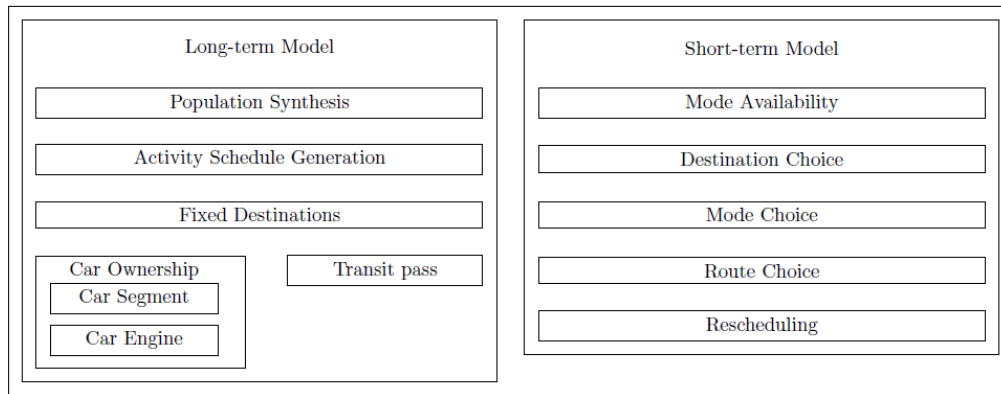 Long-term Model
Population Synthesis
Activity Schedule Generation
Fixed Destinations
Car Ownership
Car Segment
Car Engine
Transit pass
Short-term Model
Mode Availability
Destination Choice
Mode Choice
Route Choice
Rescheduling